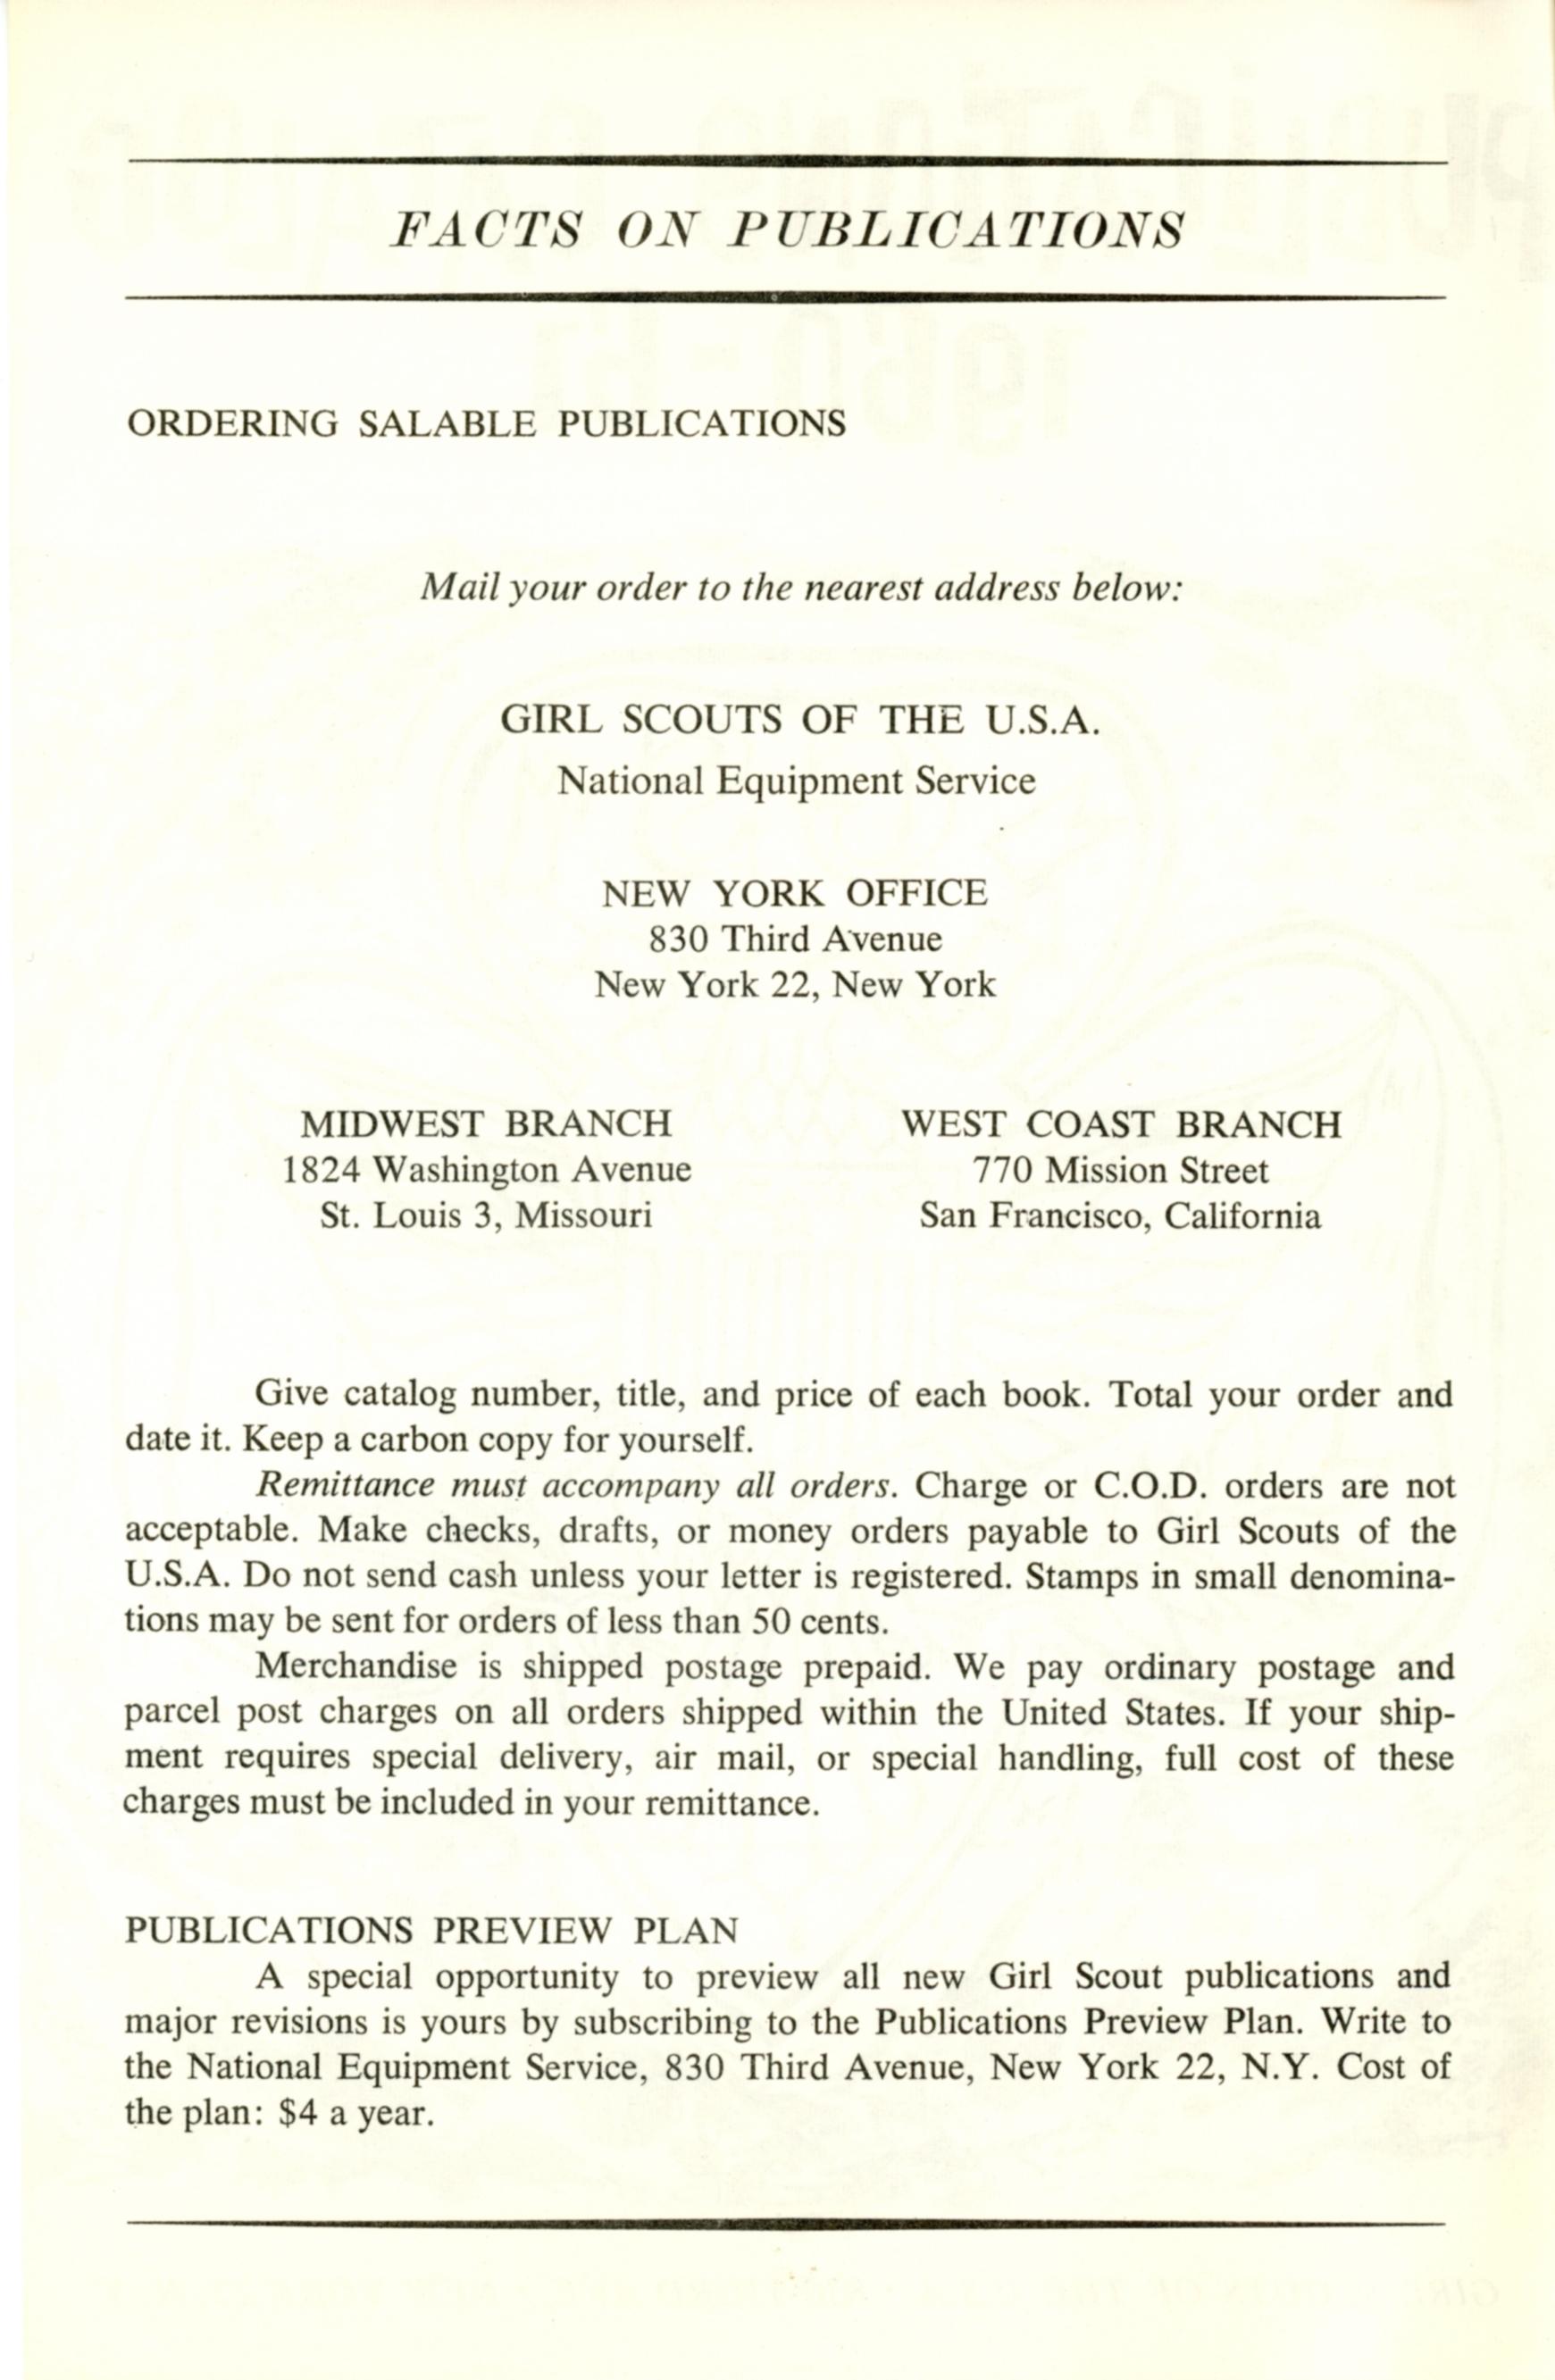 FACTS ON PUBLICATIONS
ORDERING SALABLE PUBLICATIONS
Mail your order to the nearest address below:
GIRL SCOUTS OF THE U.S.A.
National Equipment Service
NEW YORK OFFICE
830 Third Avenue
New York 22, New York
MIDWEST BRANCH
1824 Washington Avenue
St. Louis 3, Missouri
WEST COAST BRANCH
770 Mission Street
San Francisco, California
Give catalog number, title, and price of each book. Total your order and
date it. Keep a carbon copy for yourself.
Remittance must accompany all orders. Charge or C.O.D. orders are not
acceptable. Make checks, drafts, or money orders payable to Girl Scouts of the
U.S.A. Do not send cash unless your letter is registered. Stamps in small denomina-
tions may be sent for orders of less than 50 cents.
Merchandise is shipped postage prepaid. We pay ordinary postage and
parcel post charges on all orders shipped within the United States. If your ship-
ment requires special delivery, air mail, or special handling, full cost of these
charges must be included in your remittance.
PUBLICATIONS PREVIEW PLAN
A special opportunity to preview all new Girl Scout publications and
major revisions is yours by subscribing to the Publications Preview Plan. Write to
the National Equipment Service, 830 Third Avenue, New York 22, N.Y. Cost of
the plan: $4 a year.